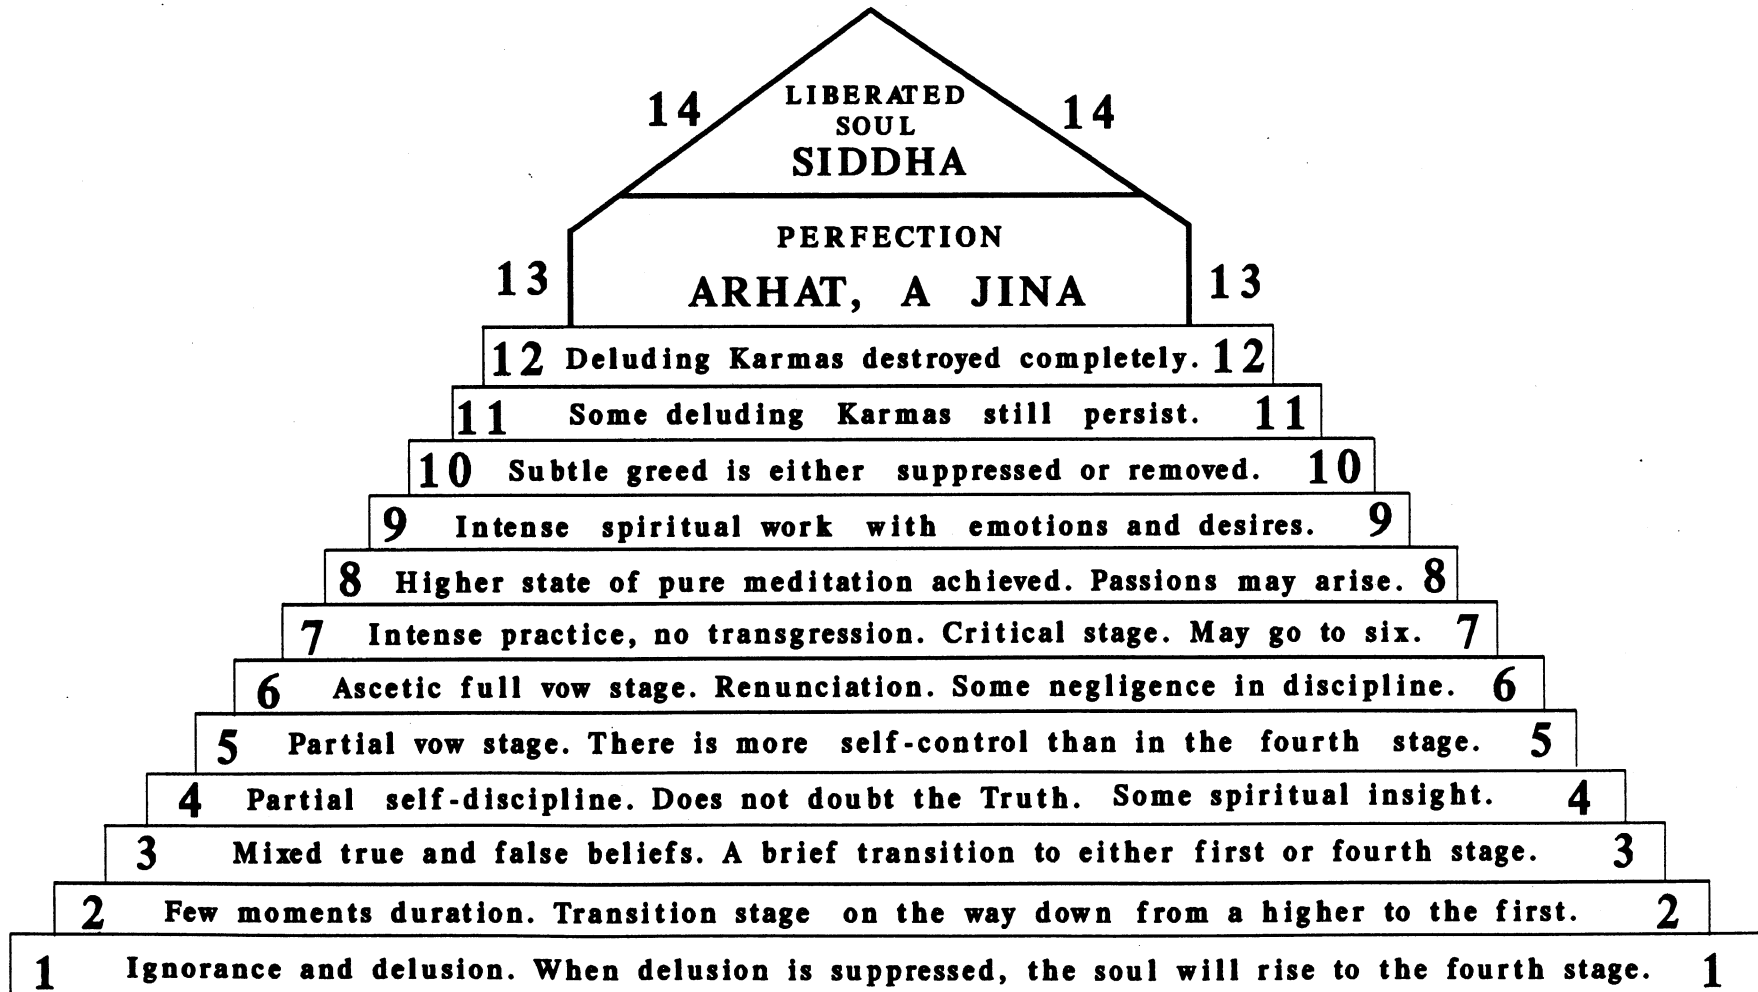 LIBERATED
14 SOUL 14
SIDDHA
PERFECTION
13 ARHAT, A JINA 13
12 Deluding Karmas destroyed completely. 12
11 Some deluding Karmas still persist. 11
10 Subtle greed is either suppressed or removed. 10
9 Intense spiritual work with emotions and desires. 9
8 Higher state of pure meditation achieved. Passions may arise. 8
7 Intense practice, no transgression. Critical stage. May go to six. 7
6 Ascetic full vow stage. Renunciation. Some negligence in discipline. 6
5 Partial vow stage. There is more self-control than in the fourth stage. 5
4 Partial self-discipline. Does not doubt the Truth. Some spiritual insight. 4
3 Mixed true and false beliefs. A brief transition to either first or fourth stage. 3
2 Few moments duration. Transition stage on the way down from a higher to the first. 2
1 Ignorance and delusion. When delusion is suppressed, the soul will rise to the fourth stage. 1